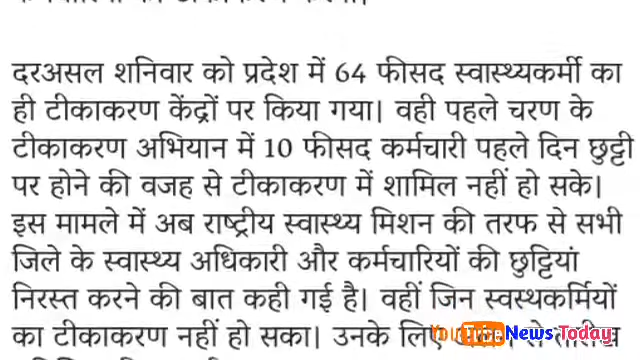 दरअसल शनिवार को प्रदेश में 64 फीसद स्वास्थ्यकर्मी का
ही टीकाकरण केंद्रों पर किया गया। वही पहले चरण के
टीकाकरण अभियान में 10 फीसद कर्मचारी पहले दिन छुट्टी
पर होने की वजह से टीकाकरण में शामिल नहीं हो सके।
इस मामले में अब राष्ट्रीय स्वास्थ्य मिशन की तरफ से सभी
जिले के स्वास्थ्य अधिकारी और कर्मचारियों की छुट्टियां
निरस्त करने की बात कही गई है। वहीं जिन स्वस्थकर्मियों
का टीकाकरण नहीं हो सका। उनके लिए
News Today